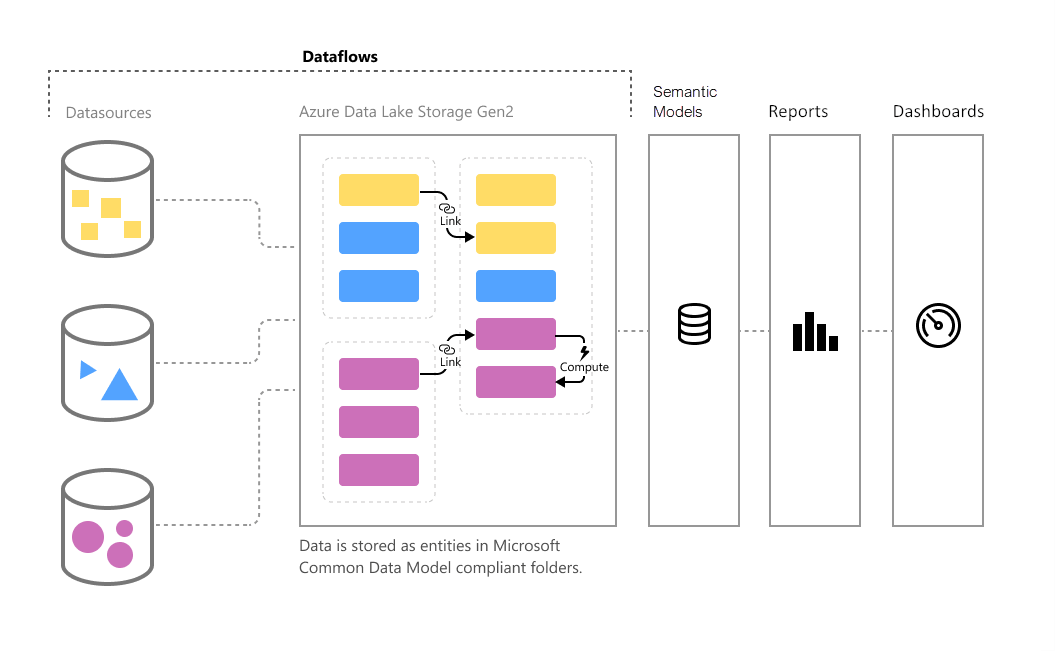 Dataflows
Datasources
Azure Data Lake Storage Gen2
Semantic
Models
Reports
Dashboards
Link
Link
Compute
Data is stored as entities in Microsoft
Common Data Model compliant folders.